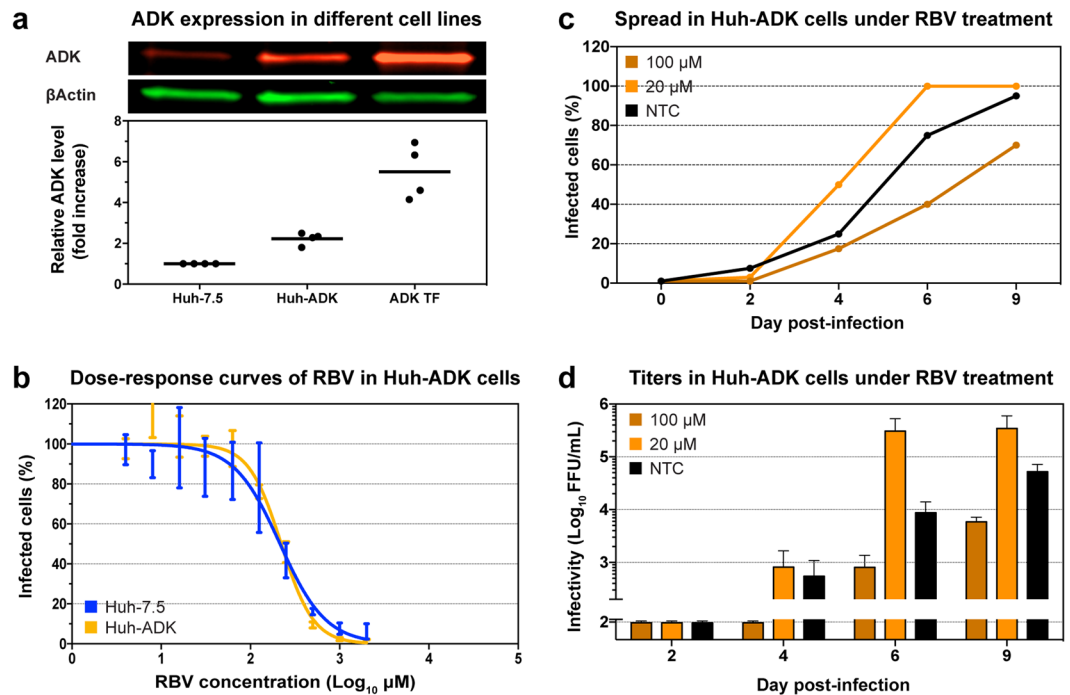 a
ADK expression in different cell lines
ADK
βActin
Relative ADK level
(fold increase)
8
6
4
2
0
Huh-7.5
Huh-ADK
ADK TF
c
Spread in Huh-ADK cells under RBV treatment
Infected cells (%)
120
100
80
60
40
20
0
100 µM
20 µM
NTC
0
2
4
6
9
Day post-infection
b
Dose-response curves of RBV in Huh-ADK cells
Infected cells (%)
120
100
80
60
40
20
0
Huh-7.5
Huh-ADK
0
1
2
3
4
5
RBV concentration (Log10 µM)
d
Titers in Huh-ADK cells under RBV treatment
Infectivity (Log10 FFU/mL)
6
5
4
3
2
100 µM
20 µM
NTC
2
4
6
9
Day post-infection